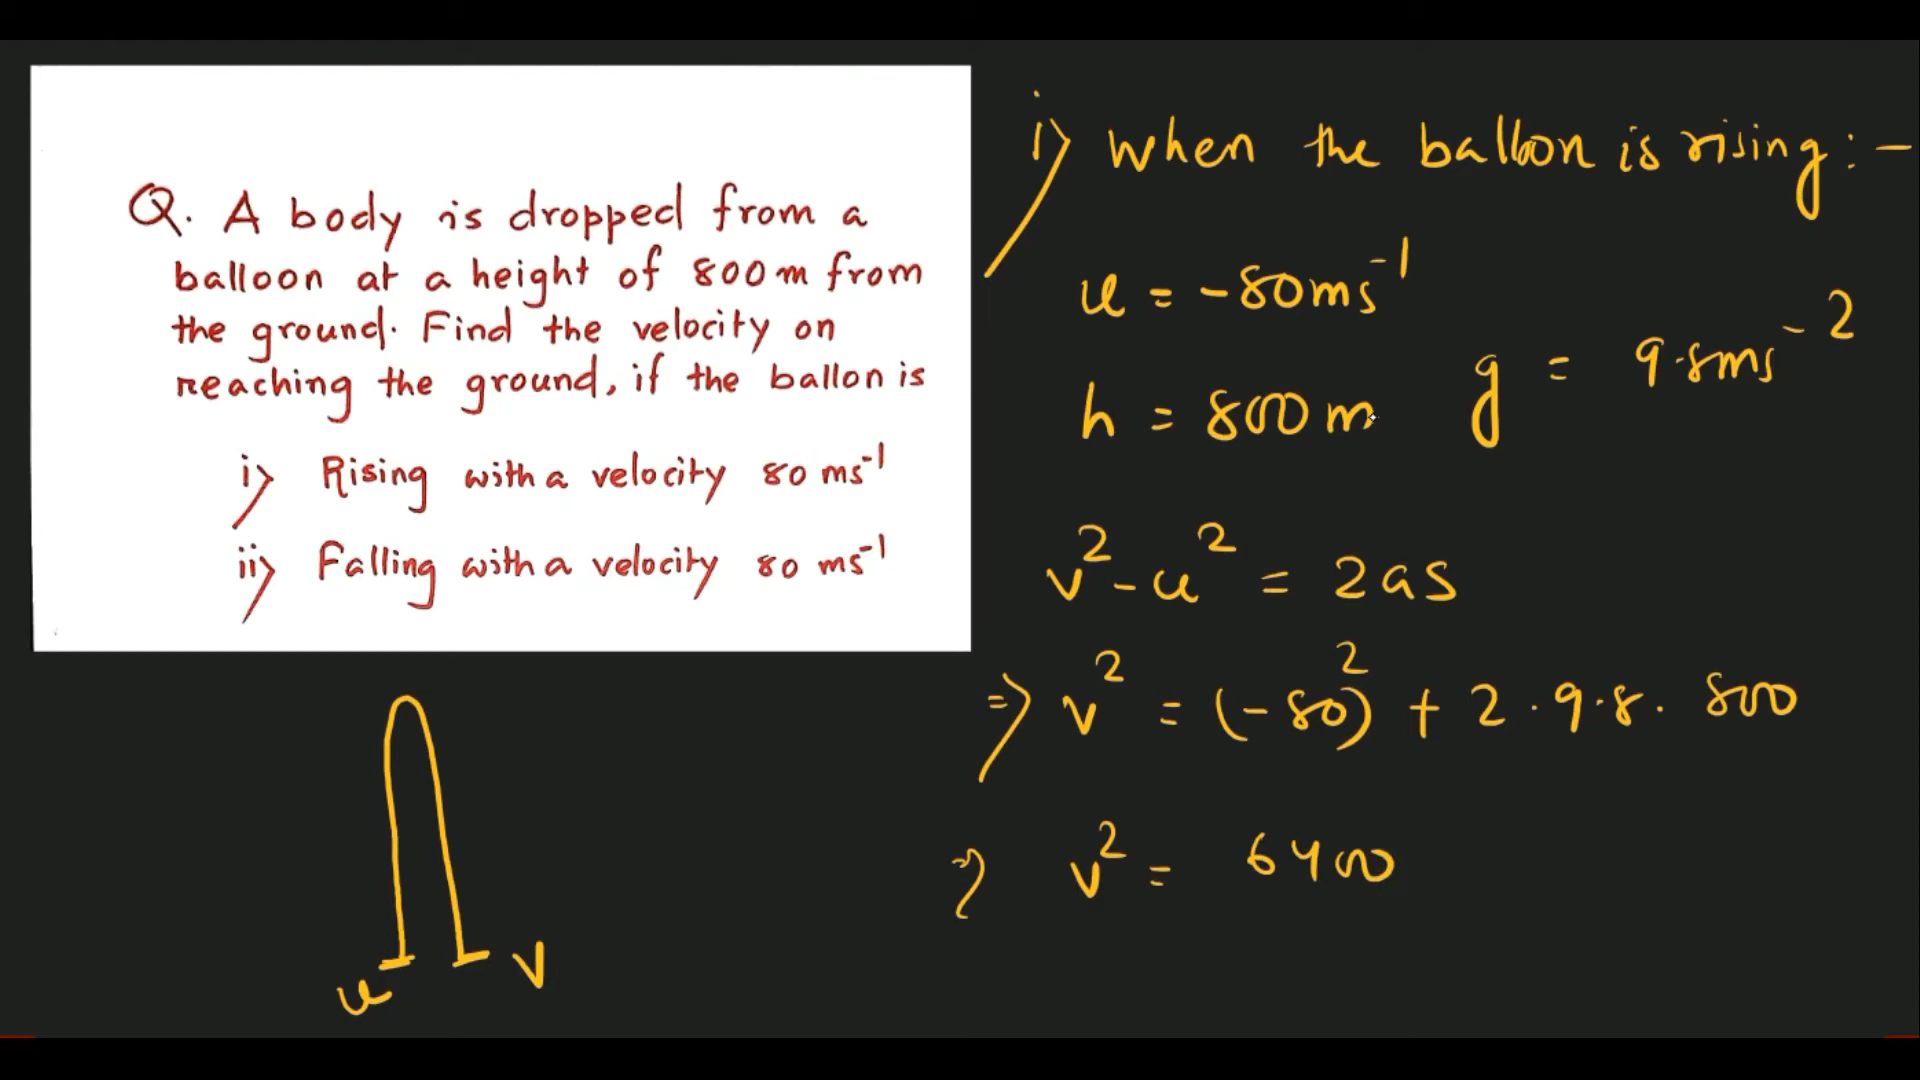 Q. A body is dropped from a
balloon at a height of 800 m from
the ground. Find the velocity on
reaching the ground, if the ballon is
i) Rising with a velocity 80 ms⁻¹
ii) Falling with a velocity 80 ms⁻¹
u
v
i) When the balloon is rising : -
u = -80ms⁻¹
h = 800 m g = 9.8ms⁻²
v² - u² = 2as
⇒ v² = (-80)² + 2 . 9.8 . 800
⇒ v² = 6400